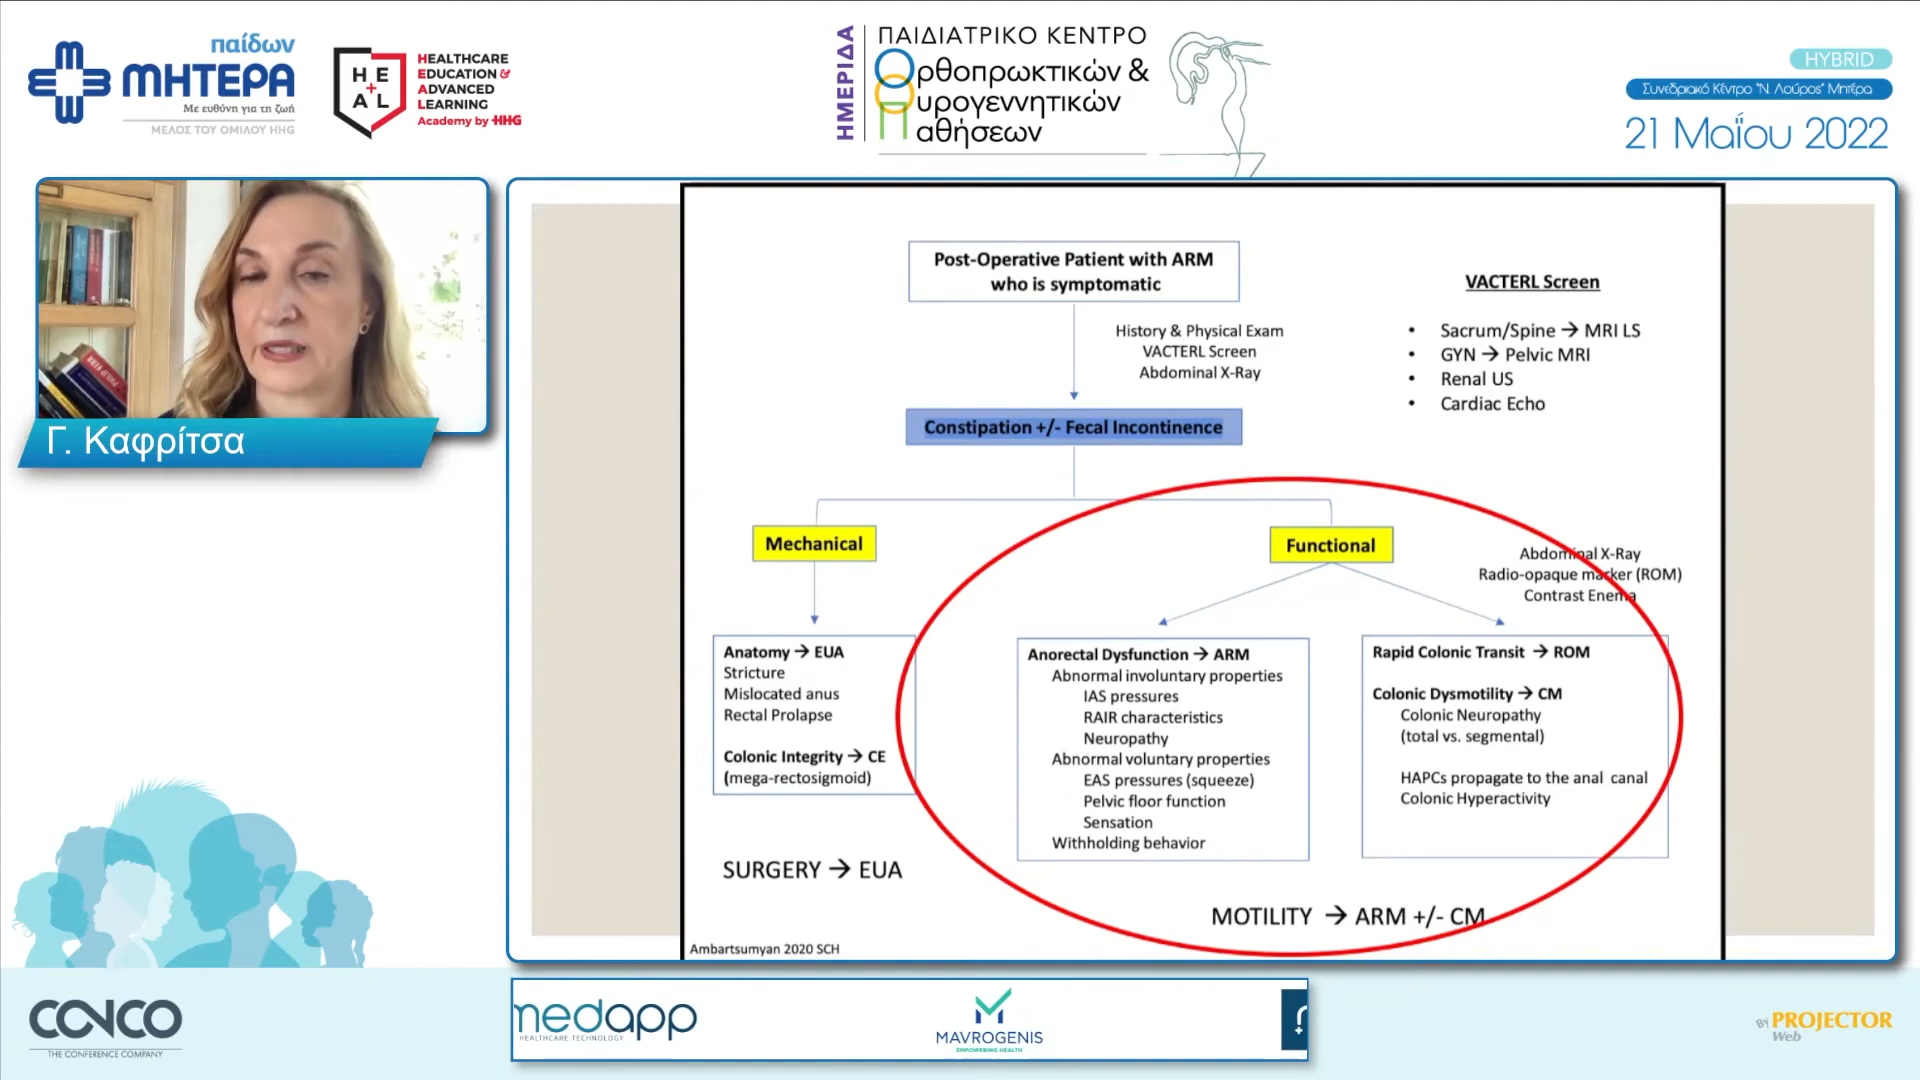 παίδων
ΜΗΤΕΡΑ
Με ευθύνη για τη ζωή
ΜΕΛΟΣ ΤΟΥ ΟΜΙΛΟΥ HHG
HE
AL
HEALTHCARE
EDUCATION &
ADVANCED
LEARNING
Academy by HHG
ΗΜΕΡΙΔΑ
ΠΑΙΔΙΑΤΡΙΚΟ ΚΕΝΤΡΟ
Ορθοπρωκτικών &
Ουρογεννητικών
Παθήσεων
HYBRID
Συνεδριακό Κέντρο "Ν. Λούρος" Μητέρα
21 Μαΐου 2022
Γ. Καφρίτσα
Post-Operative Patient with ARM
who is symptomatic
History & Physical Exam
VACTERL Screen
Abdominal X-Ray
VACTERL Screen
• Sacrum/Spine → MRI LS
• GYN → Pelvic MRI
• Renal US
• Cardiac Echo
Constipation +/- Fecal Incontinence
Mechanical
Functional
Abdominal X-Ray
Radio-opaque marker (ROM)
Contrast Enema
Anatomy → EUA
Stricture
Mislocated anus
Rectal Prolapse
Colonic Integrity → CE
(mega-rectosigmoid)
Anorectal Dysfunction → ARM
Abnormal involuntary properties
IAS pressures
RAIR characteristics
Neuropathy
Abnormal voluntary properties
EAS pressures (squeeze)
Pelvic floor function
Sensation
Withholding behavior
Rapid Colonic Transit → ROM
Colonic Dysmotility → CM
Colonic Neuropathy
(total vs. segmental)
HAPCs propagate to the anal canal
Colonic Hyperactivity
SURGERY → EUA
MOTILITY → ARM +/- CM
Ambartsumyan 2020 SCH
CONCO
THE CONFERENCE COMPANY
medapp
HEALTHCARE TECHNOLOGY
MAVROGENIS
EMPOWERING HEALTH
BY PROJECTOR
Web